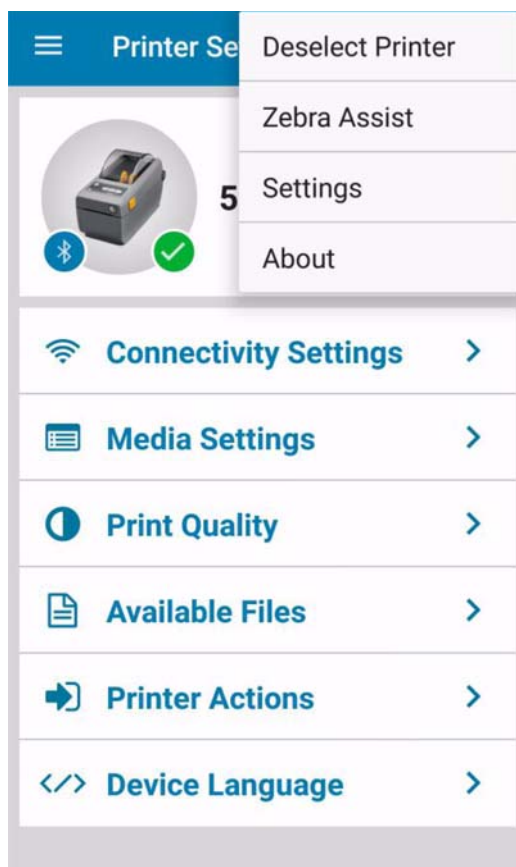 Printer Se
Deselect Printer
Zebra Assist
5
Settings
About
Connectivity Settings
Media Settings
Print Quality
Available Files
Printer Actions
Device Language